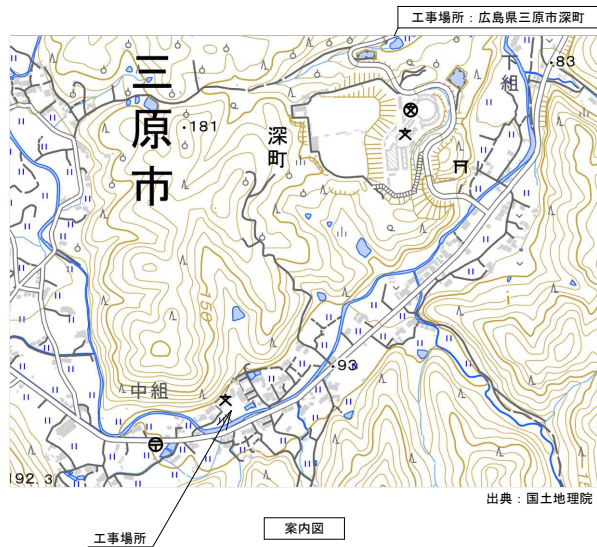 工事場所：広島県三原市深町
三原市
深町
下組
・83
・181
150
・93
中組
192.3
出典：国土地理院
工事場所
案内図